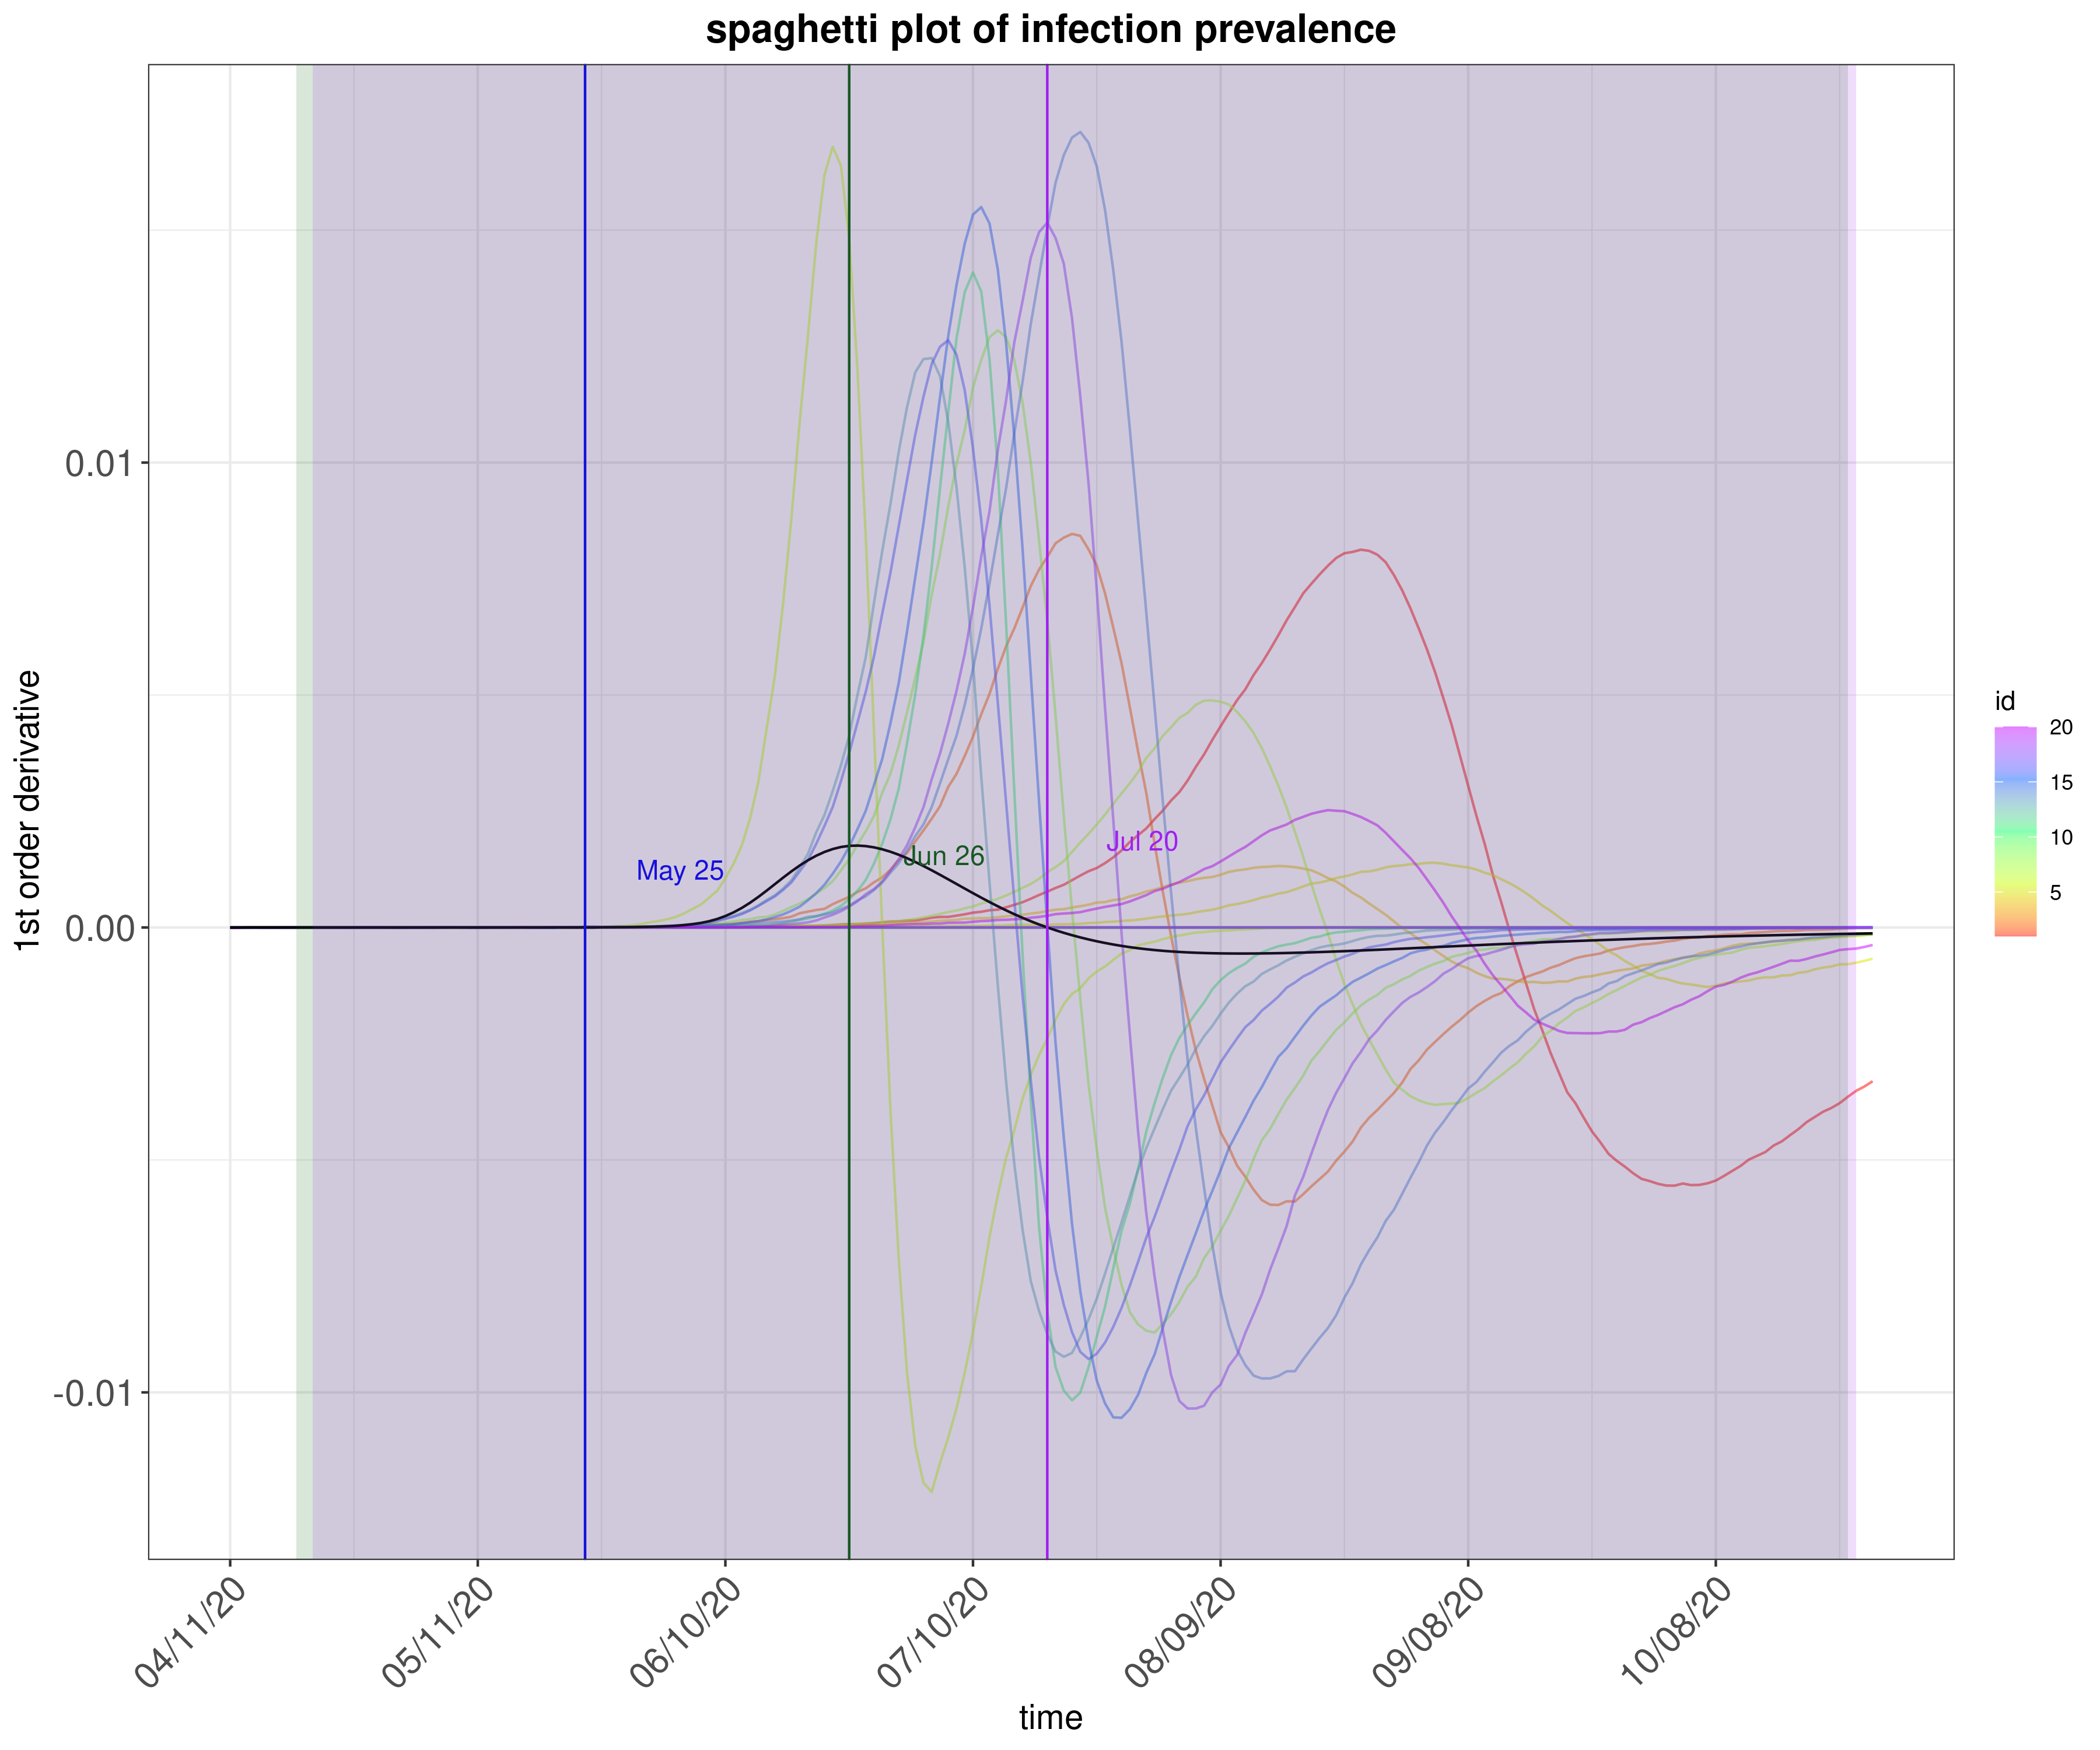 spaghetti plot of infection prevalence
1st order derivative
0.01
0.00
-0.01
May 25
Jun 26
Jul 20
id
20
15
10
5
04/11/20
05/11/20
06/10/20
07/10/20
08/09/20
09/08/20
10/08/20
time